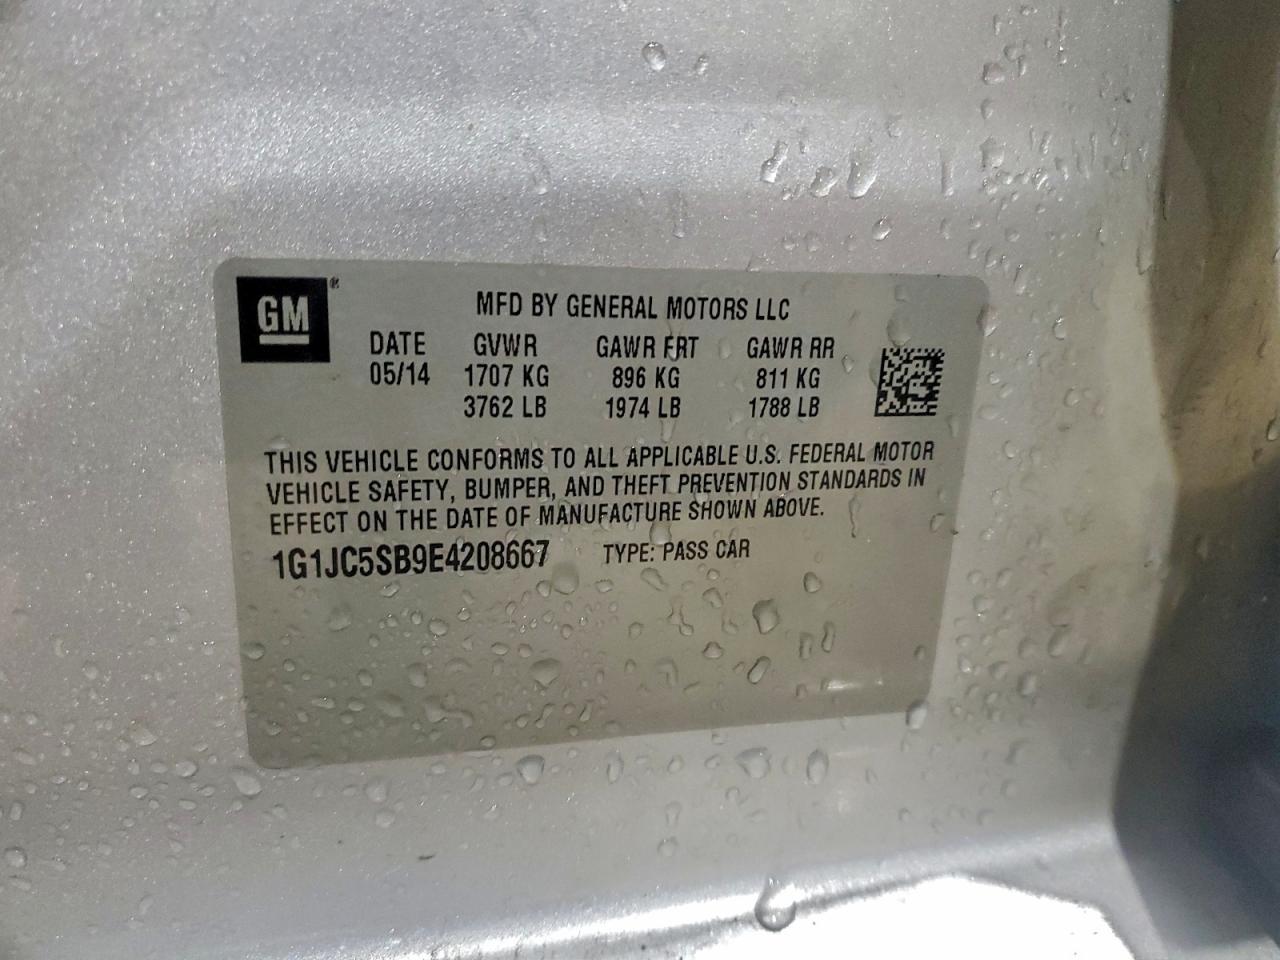 GM®
MFD BY GENERAL MOTORS LLC
DATE GVWR GAWR FRT GAWR RR
05/14 1707 KG 896 KG 811 KG
3762 LB 1974 LB 1788 LB
THIS VEHICLE CONFORMS TO ALL APPLICABLE U.S. FEDERAL MOTOR
VEHICLE SAFETY, BUMPER, AND THEFT PREVENTION STANDARDS IN
EFFECT ON THE DATE OF MANUFACTURE SHOWN ABOVE.
1G1JC5SB9E4208667 TYPE: PASS CAR